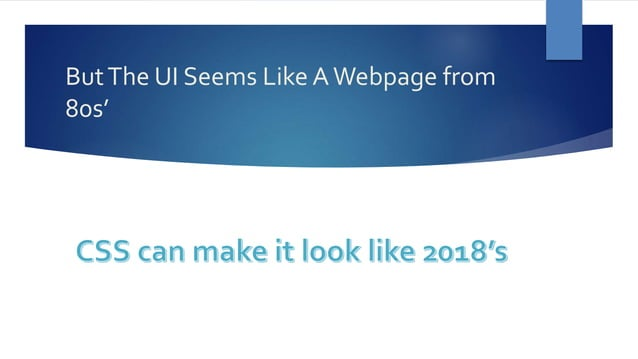 But The UI Seems Like A Webpage from
80s’
CSS can make it look like 2018’s